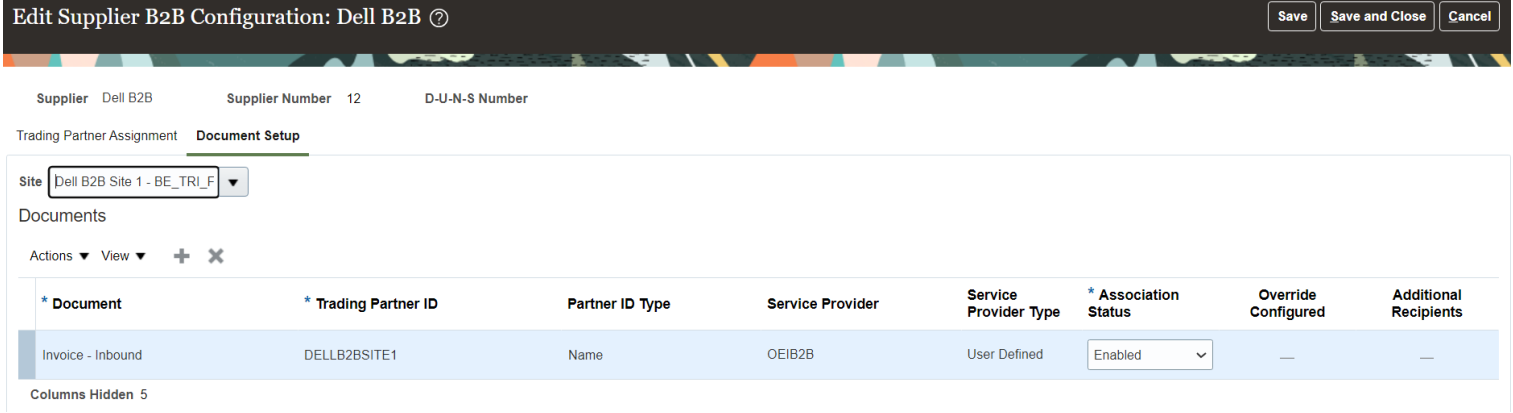 Edit Supplier B2B Configuration: Dell B2B ?
Save Save and Close Cancel
Supplier Dell B2B Supplier Number 12 D-U-N-S Number
Trading Partner Assignment Document Setup
Site Dell B2B Site 1 - BE_TRI_F
Documents
Actions View
* Document * Trading Partner ID Partner ID Type Service Provider Service Provider Type * Association Status Override Configured Additional Recipients
Invoice - Inbound DELLB2BSITE1 Name OEIB2B User Defined Enabled — —
Columns Hidden 5